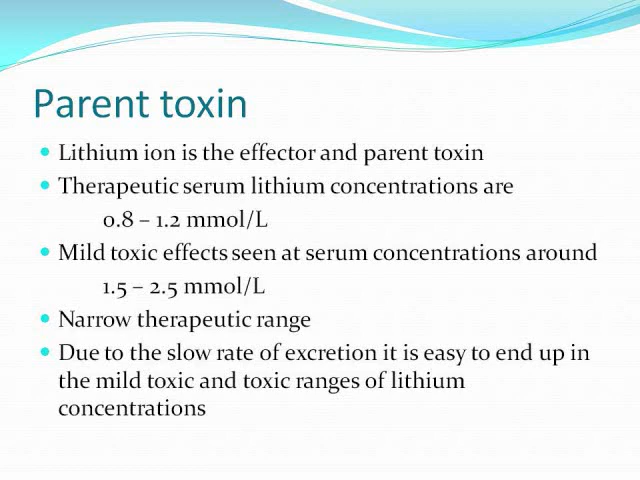 Parent toxin
• Lithium ion is the effector and parent toxin
• Therapeutic serum lithium concentrations are
0.8 – 1.2 mmol/L
• Mild toxic effects seen at serum concentrations around
1.5 – 2.5 mmol/L
• Narrow therapeutic range
• Due to the slow rate of excretion it is easy to end up in
the mild toxic and toxic ranges of lithium
concentrations